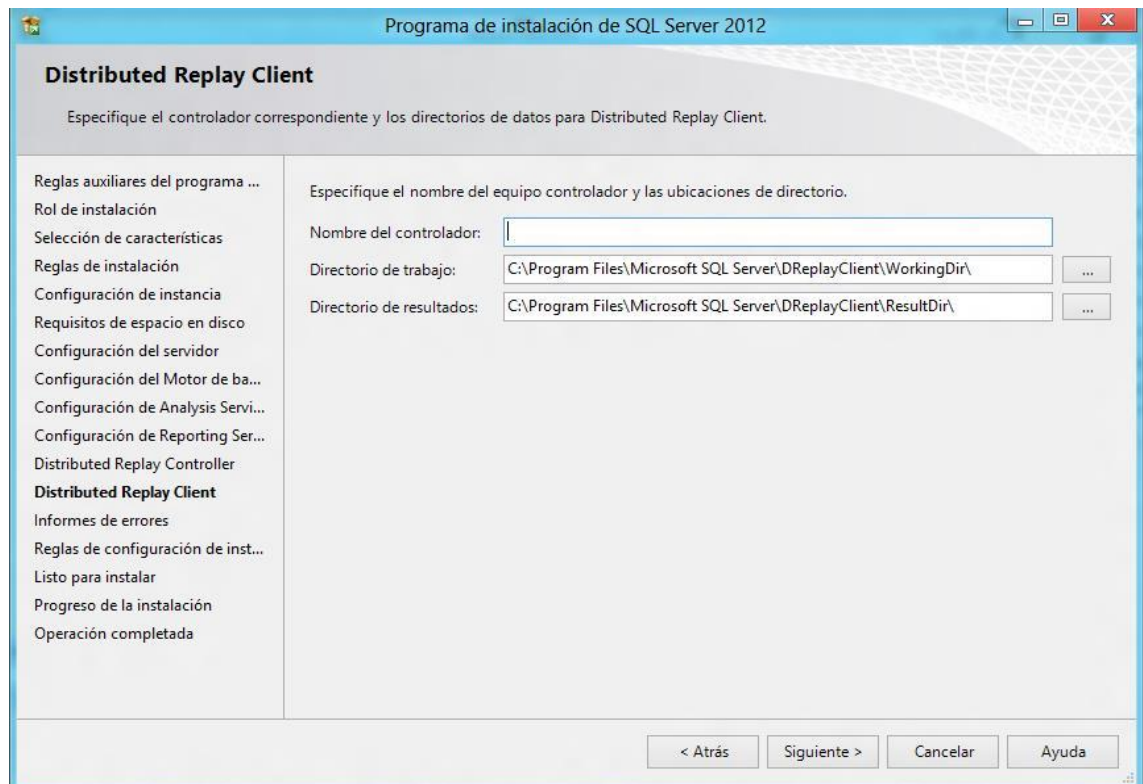 Programa de instalación de SQL Server 2012
Distributed Replay Client
Especifique el controlador correspondiente y los directorios de datos para Distributed Replay Client.
Reglas auxiliares del programa ...
Rol de instalación
Selección de características
Reglas de instalación
Configuración de instancia
Requisitos de espacio en disco
Configuración del servidor
Configuración del Motor de ba...
Configuración de Analysis Servi...
Configuración de Reporting Ser...
Distributed Replay Controller
Distributed Replay Client
Informes de errores
Reglas de configuración de inst...
Listo para instalar
Progreso de la instalación
Operación completada
Especifique el nombre del equipo controlador y las ubicaciones de directorio.
Nombre del controlador:
Directorio de trabajo: C:\Program Files\Microsoft SQL Server\DReplayClient\WorkingDir\ ...
Directorio de resultados: C:\Program Files\Microsoft SQL Server\DReplayClient\ResultDir\ ...
< Atrás Siguiente > Cancelar Ayuda